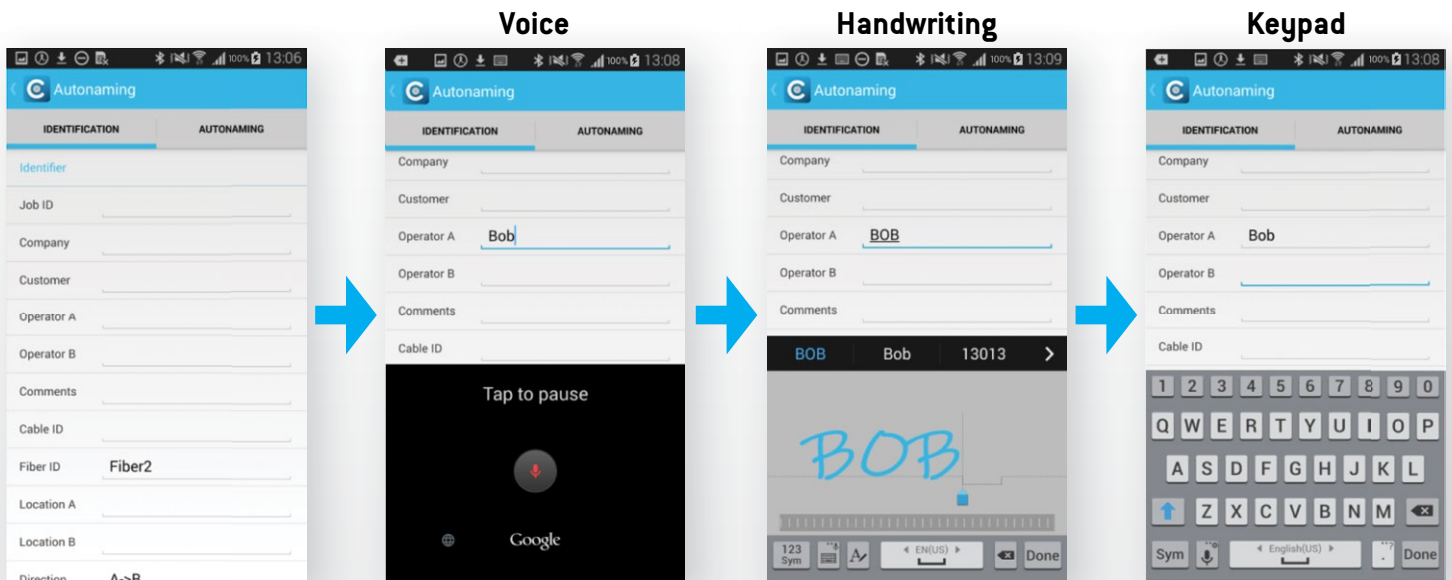 Voice
Handwriting
Keypad
100% 13:06
Autonaming
IDENTIFICATION AUTONAMING
Identifier
Job ID
Company
Customer
Operator A
Operator B
Comments
Cable ID
Fiber ID Fiber2
Location A
Location B
Direction A->B
100% 13:08
Autonaming
IDENTIFICATION AUTONAMING
Company
Customer
Operator A Bob
Operator B
Comments
Cable ID
Tap to pause
Google
100% 13:09
Autonaming
IDENTIFICATION AUTONAMING
Company
Customer
Operator A BOB
Operator B
Comments
BOB Bob 13013
BOB
123
Sym EN(US) Done
100% 13:08
Autonaming
IDENTIFICATION AUTONAMING
Company
Customer
Operator A Bob
Operator B
Comments
Cable ID
1 2 3 4 5 6 7 8 9 0
Q W E R T Y U I O P
A S D F G H J K L
Z X C V B N M
Sym English(US) . Done